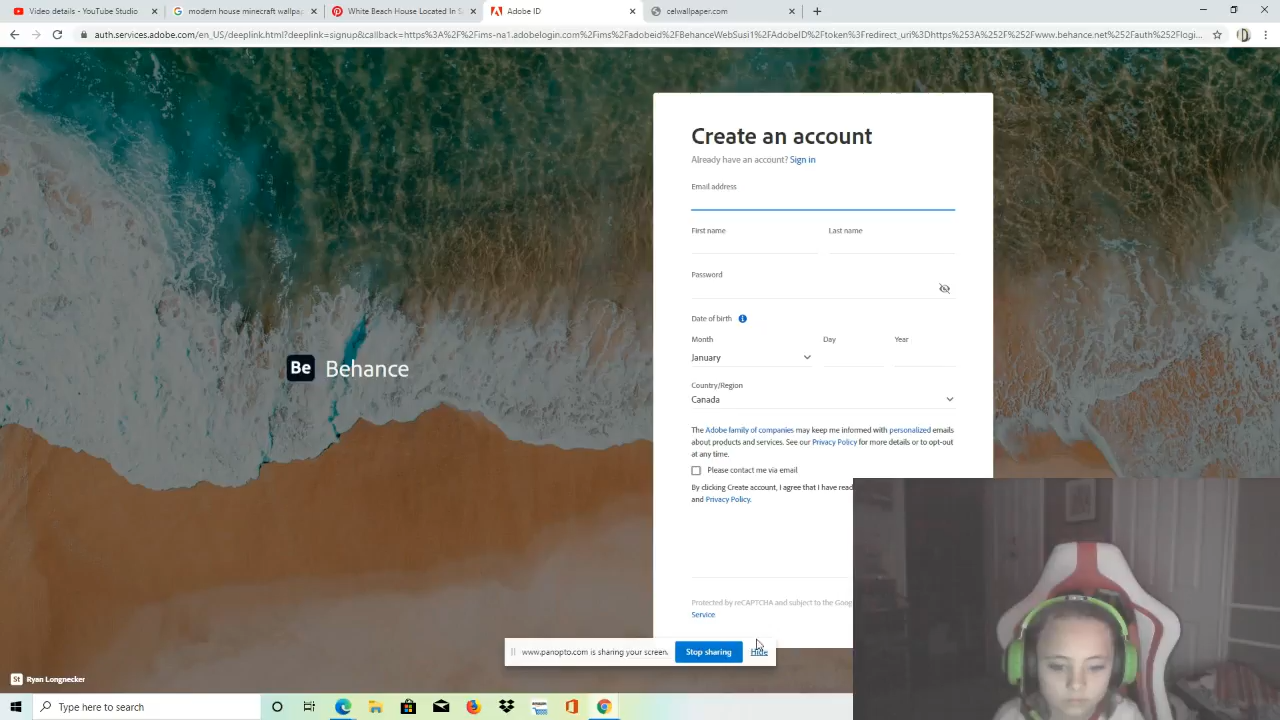 Video details - YouTube Studio
modern house minecraft wallpap
White Beach House Located In S
Adobe ID
celwallpaper.com
auth.services.adobe.com/en_US/deeplink.html?deeplink=signup&callback=https%3A%2F%2Fims-na1.adobelogin.com%2Fims%2Fadobeid%2FBehanceWebSusi1%2FAdobeID%2Ftoken%3Fredirect_uri%3Dhttps%253A%252F%252Fwww.behance.net%252Fauth%252Flogi...
Create an account
Already have an account? Sign in
Email address
First name Last name
Password
Date of birth
Month Day Year
January
Country/Region
Canada
The Adobe family of companies may keep me informed with personalized emails
about products and services. See our Privacy Policy for more details or to opt-out
at any time.
Please contact me via email
By clicking Create account, I agree that I have read
and Privacy Policy.
Protected by reCAPTCHA and subject to the Goog
Service
Be Behance
www.panopto.com is sharing your screen. Stop sharing Hide
St Ryan Longnecker
Type here to search
amazon